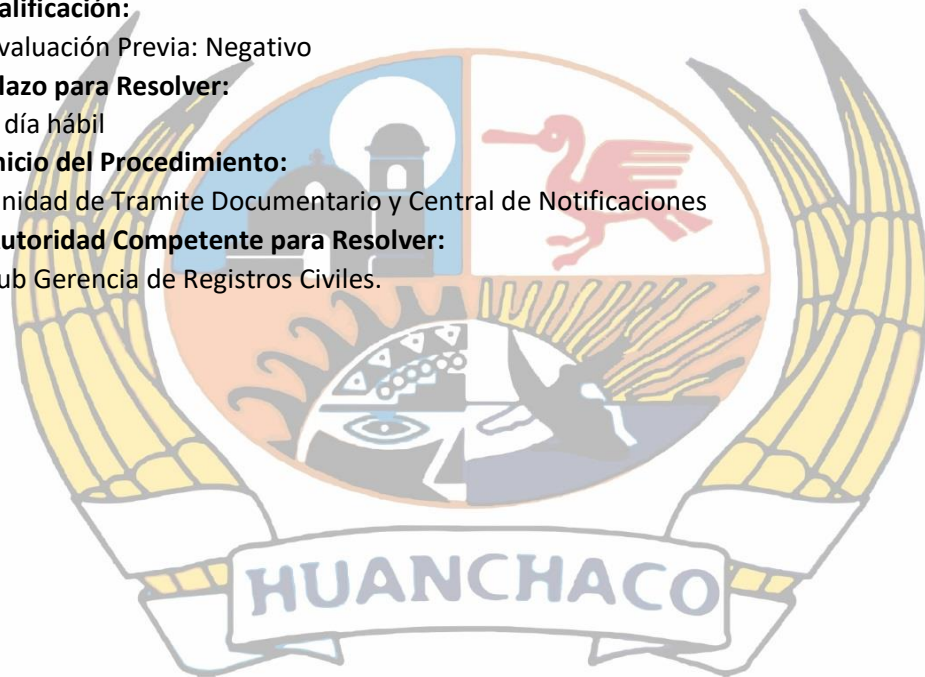 alificación:
valuación Previa: Negativo
lazo para Resolver:
día hábil
nicio del Procedimiento:
nidad de Tramite Documentario y Central de Notificaciones
utoridad Competente para Resolver:
ub Gerencia de Registros Civiles.
HUANCHACO